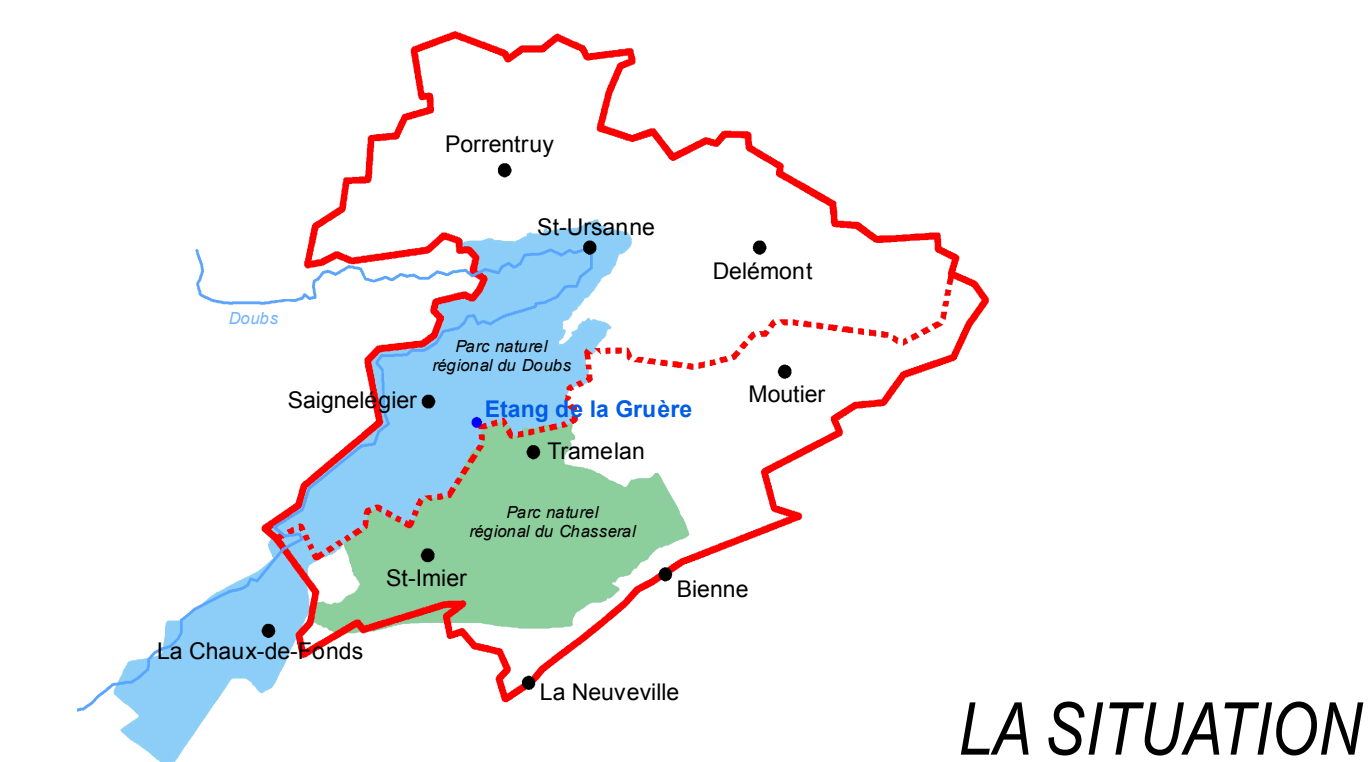 Porrentruy
St-Ursanne
Delémont
Doubs
Parc naturel
régional du Doubs
Moutier
Saignelégier
Etang de la Gruère
Tramelan
Parc naturel
régional du Chasseral
St-Imier
Bienne
La Chaux-de-Fonds
La Neuveville
LA SITUATION